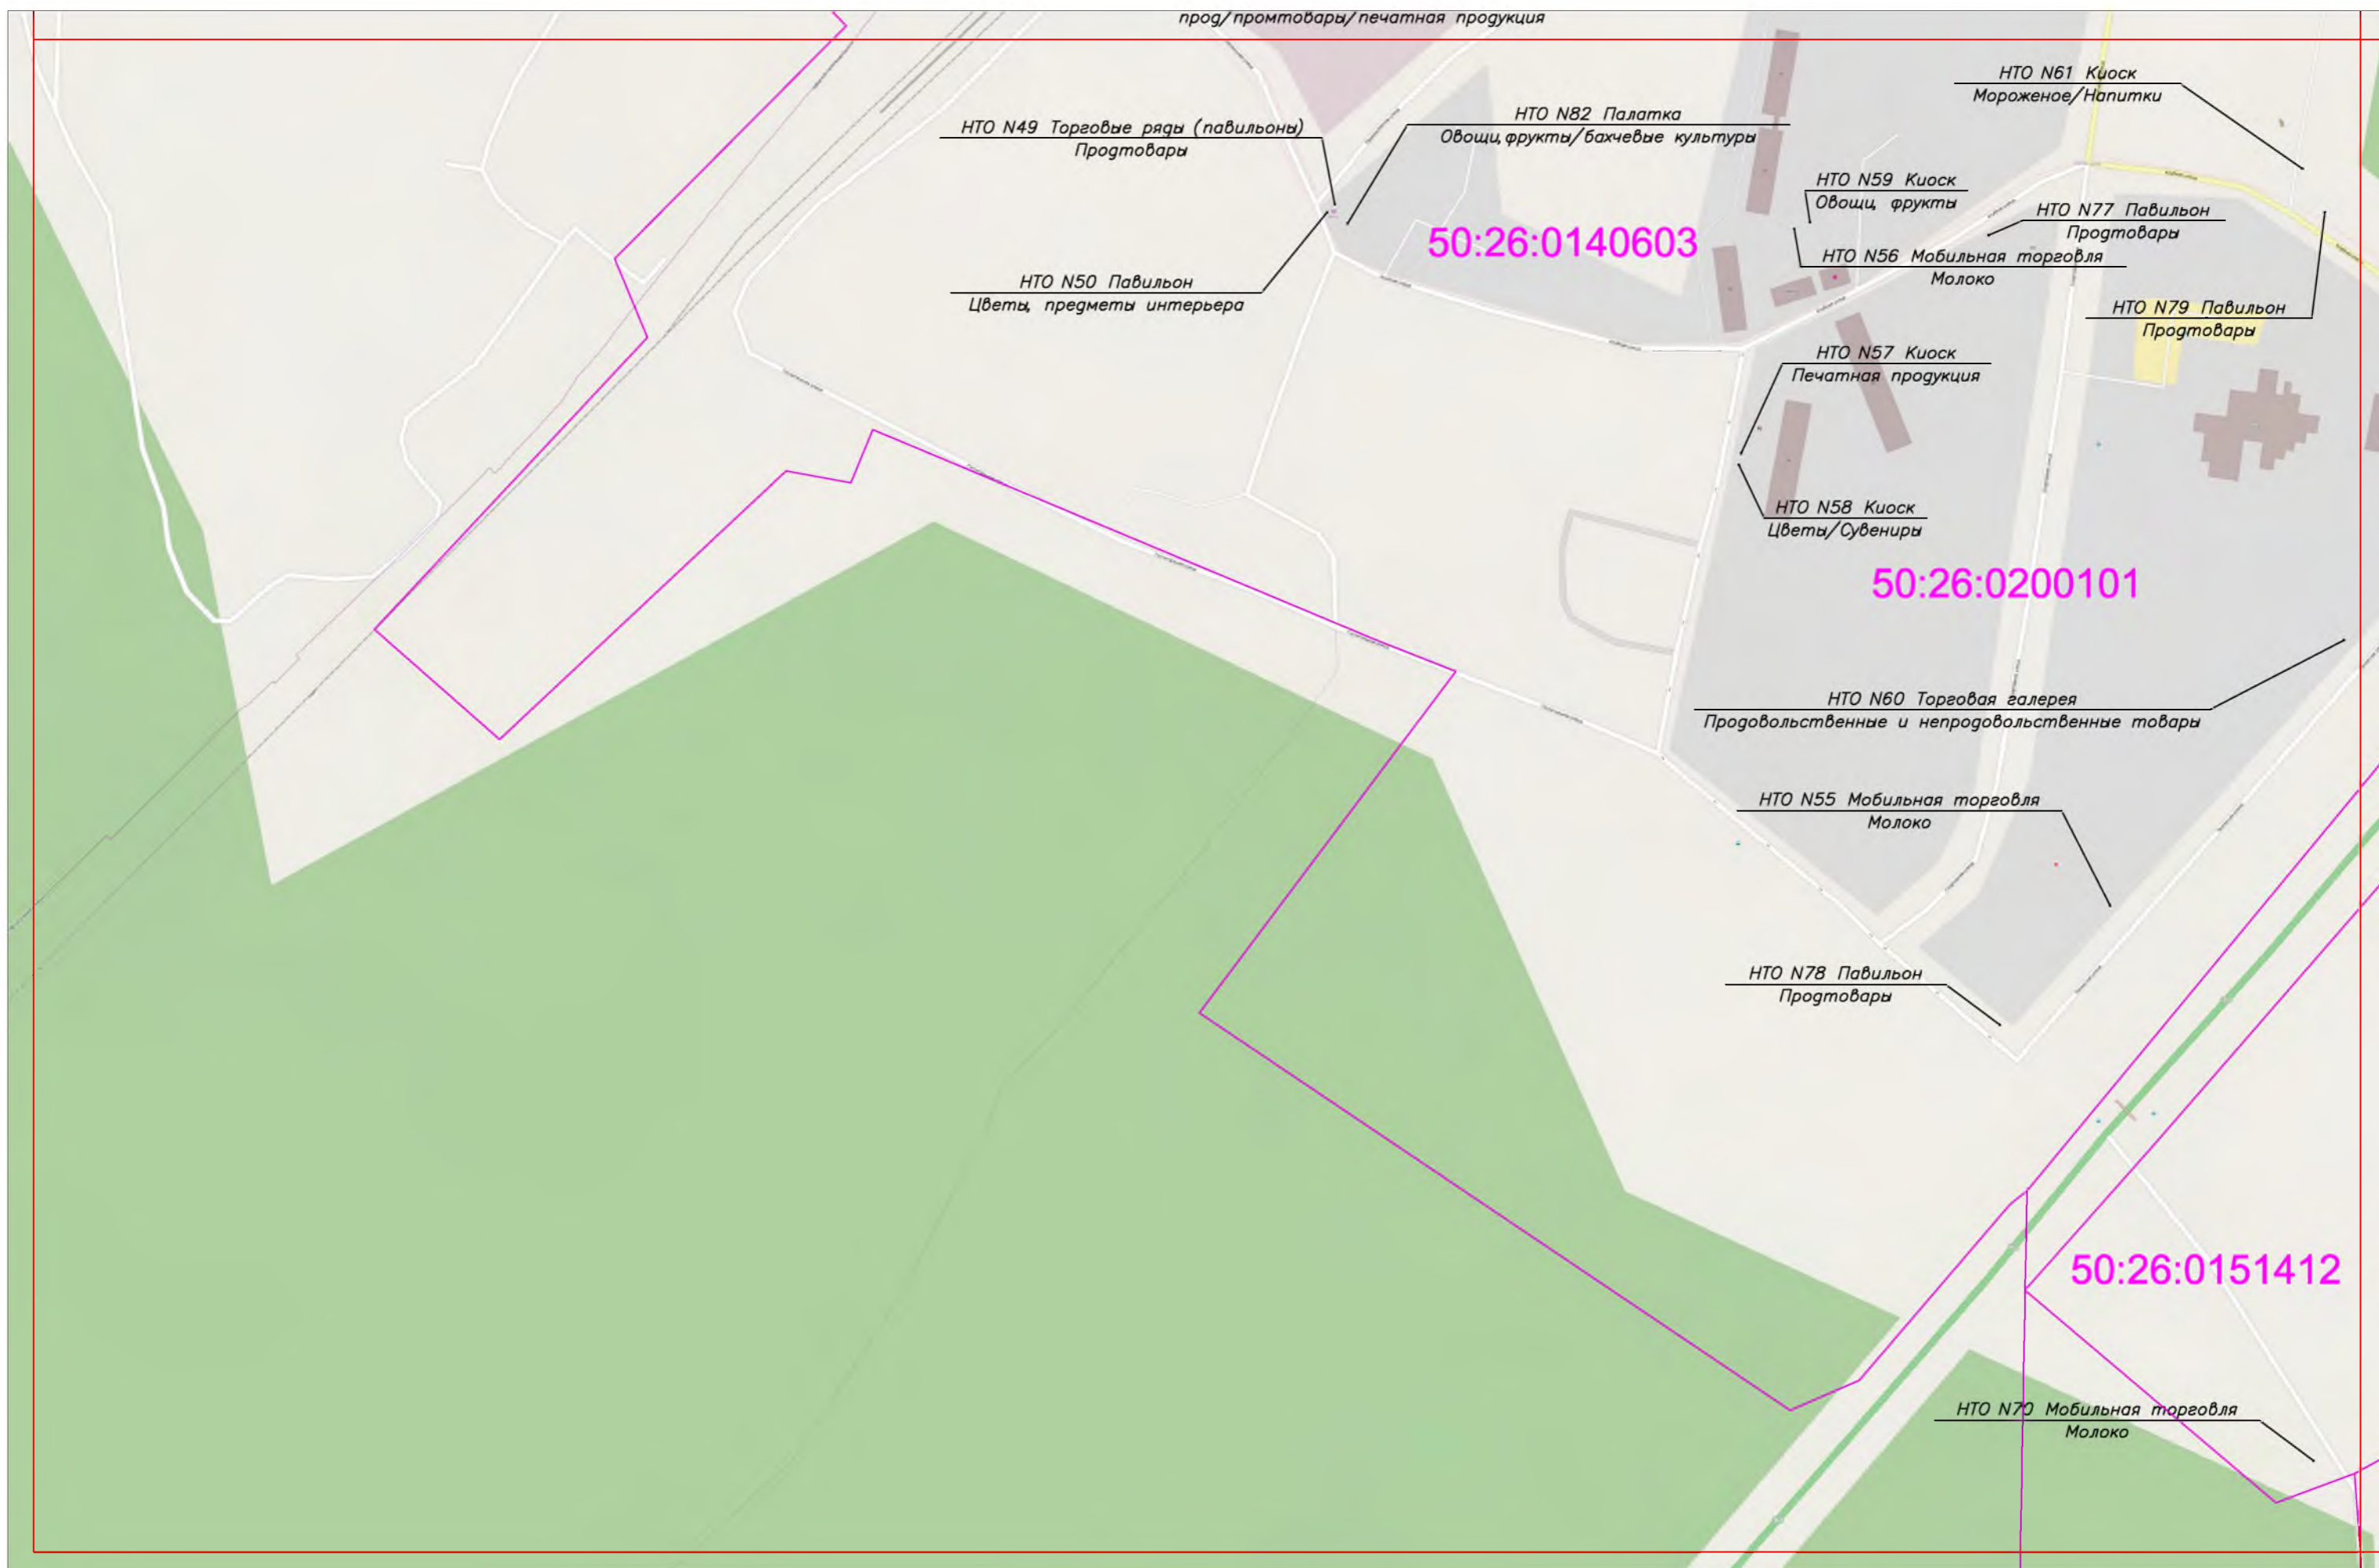 прод/промтовары/печатная продукция
НТО N61 Киоск
Мороженое/Напитки
НТО N49 Торговые ряды (павильоны)
Продтовары
НТО N82 Палатка
Овощи,фрукты/бахчевые культуры
НТО N59 Киоск
Овощи, фрукты
НТО N77 Павильон
Продтовары
50:26:0140603
НТО N56 Мобильная торговля
Молоко
НТО N50 Павильон
Цветы, предметы интерьера
НТО N79 Павильон
Продтовары
НТО N57 Киоск
Печатная продукция
НТО N58 Киоск
Цветы/Сувениры
50:26:0200101
НТО N60 Торговая галерея
Продовольственные и непродовольственные товары
НТО N55 Мобильная торговля
Молоко
НТО N78 Павильон
Продтовары
50:26:0151412
НТО N70 Мобильная торговля
Молоко